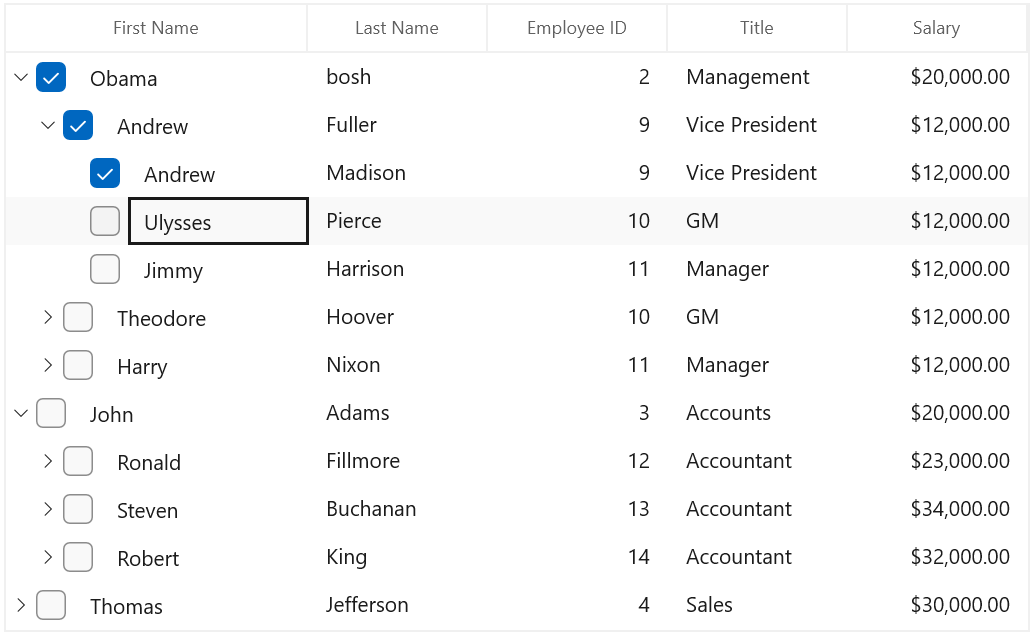 First Name Last Name Employee ID Title Salary
Obama bosh 2 Management $20,000.00
Andrew Fuller 9 Vice President $12,000.00
Andrew Madison 9 Vice President $12,000.00
Ulysses Pierce 10 GM $12,000.00
Jimmy Harrison 11 Manager $12,000.00
Theodore Hoover 10 GM $12,000.00
Harry Nixon 11 Manager $12,000.00
John Adams 3 Accounts $20,000.00
Ronald Fillmore 12 Accountant $23,000.00
Steven Buchanan 13 Accountant $34,000.00
Robert King 14 Accountant $32,000.00
Thomas Jefferson 4 Sales $30,000.00